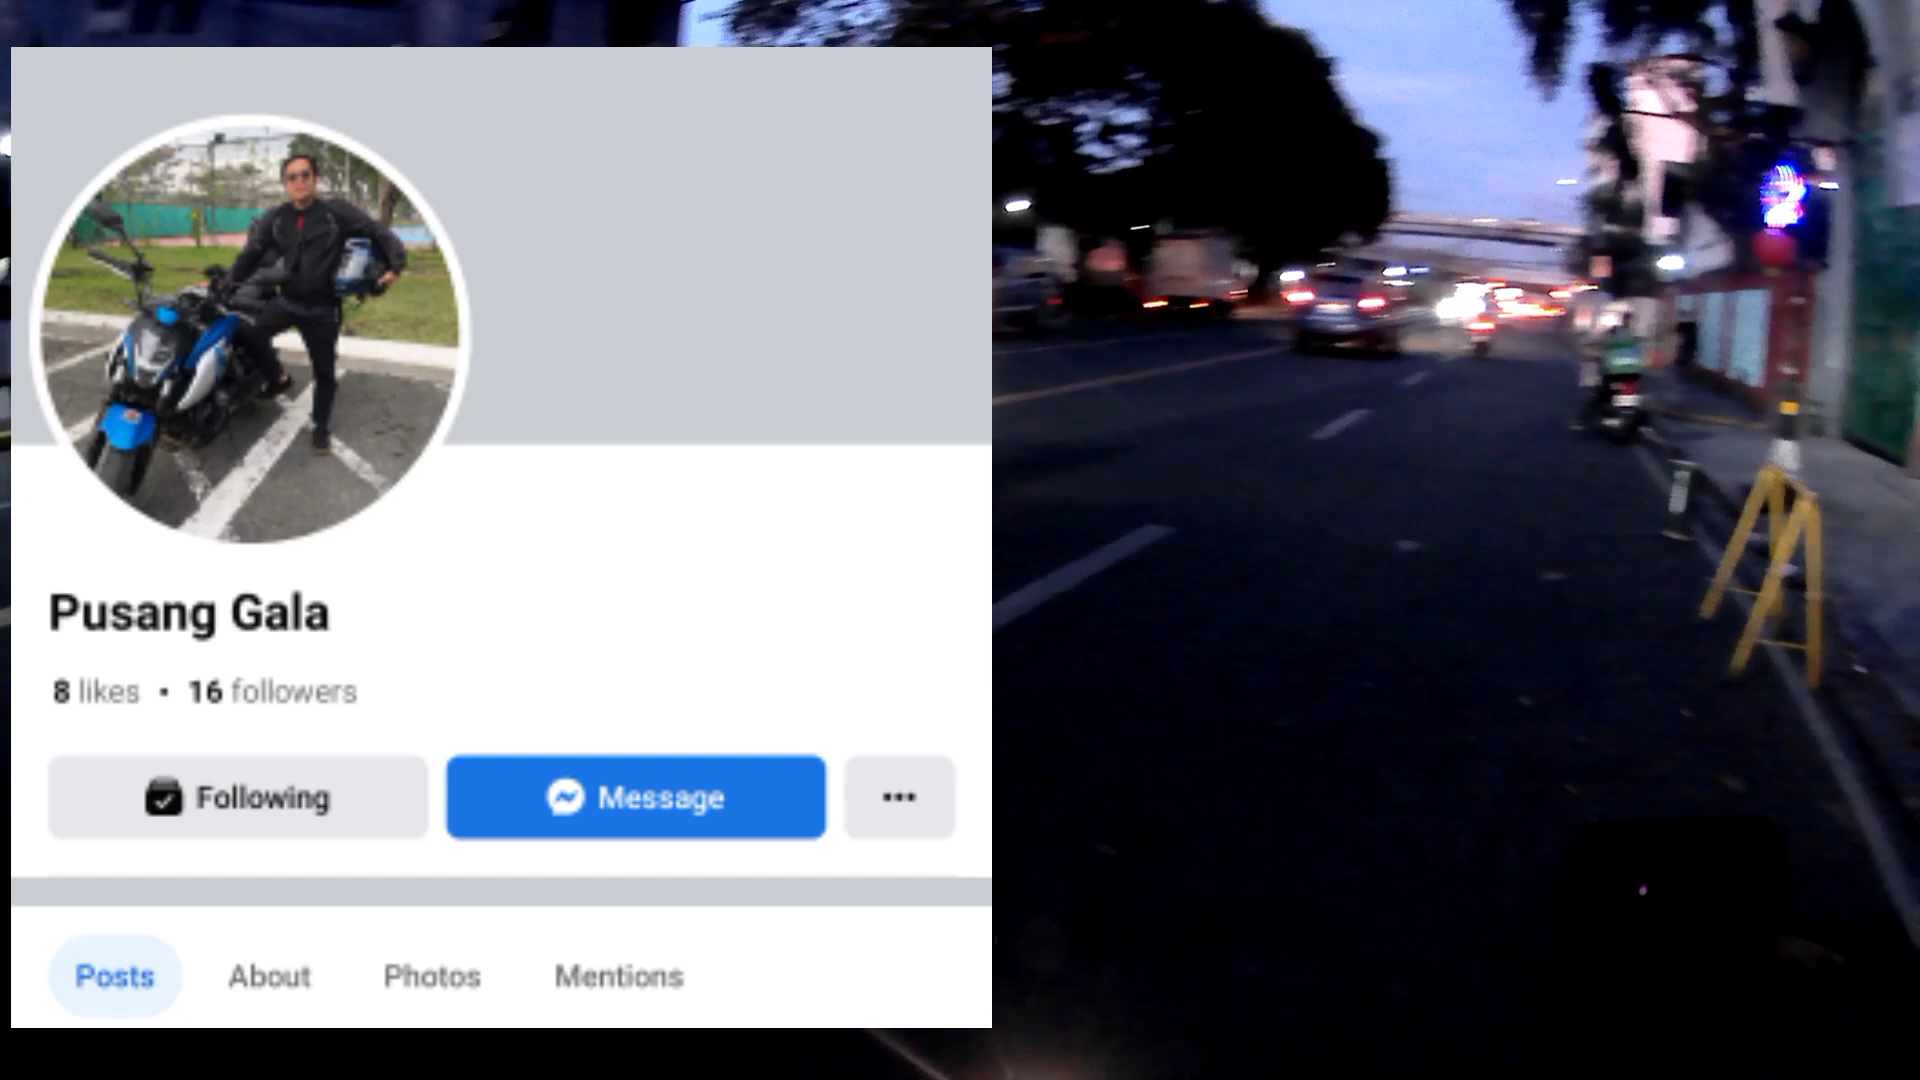 Pusang Gala
8 likes • 16 followers
Following
Message
Posts
About
Photos
Mentions